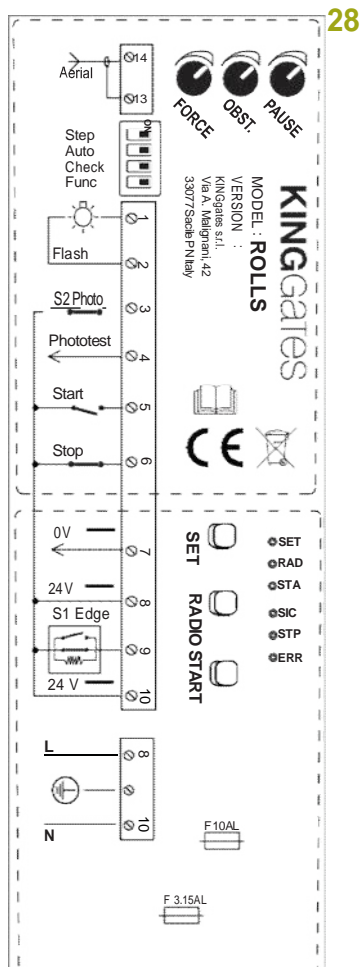 28
Aerial
14
13
FORCE
OBST.
PAUSE
ON
Step
Auto
Check
Func
KINGGates
MODEL : ROLLS
VERSION :
KINGgates s.r.l.
Via A. Malignani, 42
33077 Sacile PN Italy
1
Flash
2
S2 Photo
3
Phototest
4
Start
5
Stop
6
CE
0V
7
24V
8
S1 Edge
9
24 V
10
SET
RADIO START
SET
RAD
STA
SIC
STP
ERR
L
8
N
10
F10AL
F 3.15AL